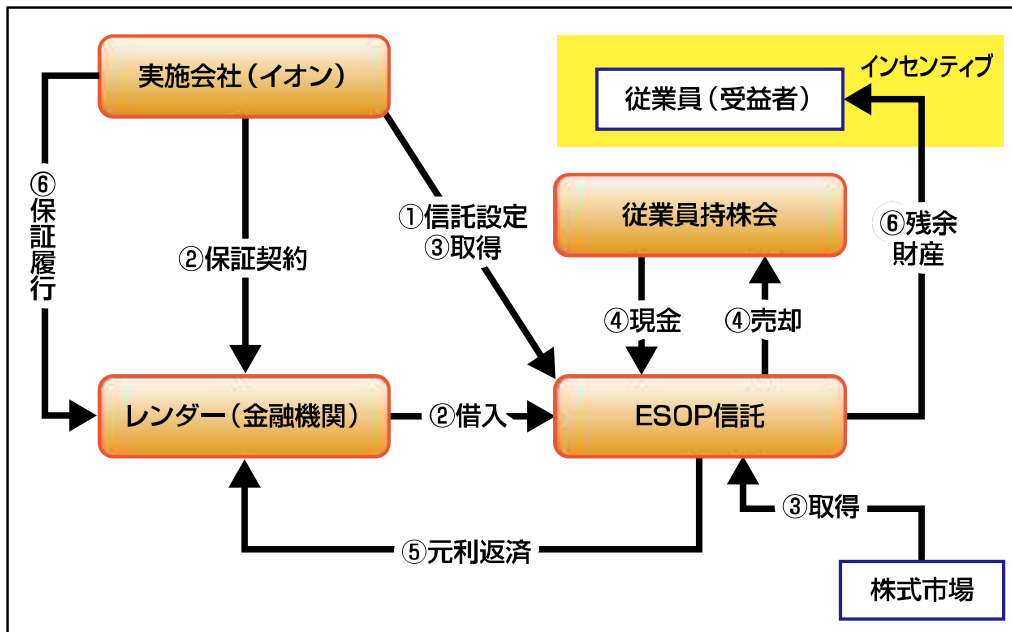 実施会社（イオン）
インセンティブ
従業員（受益者）
⑥保証履行
①信託設定
③取得
従業員持株会
⑥残余
財産
②保証契約
④現金
④売却
レンダー（金融機関）
②借入
ESOP信託
③取得
⑤元利返済
株式市場